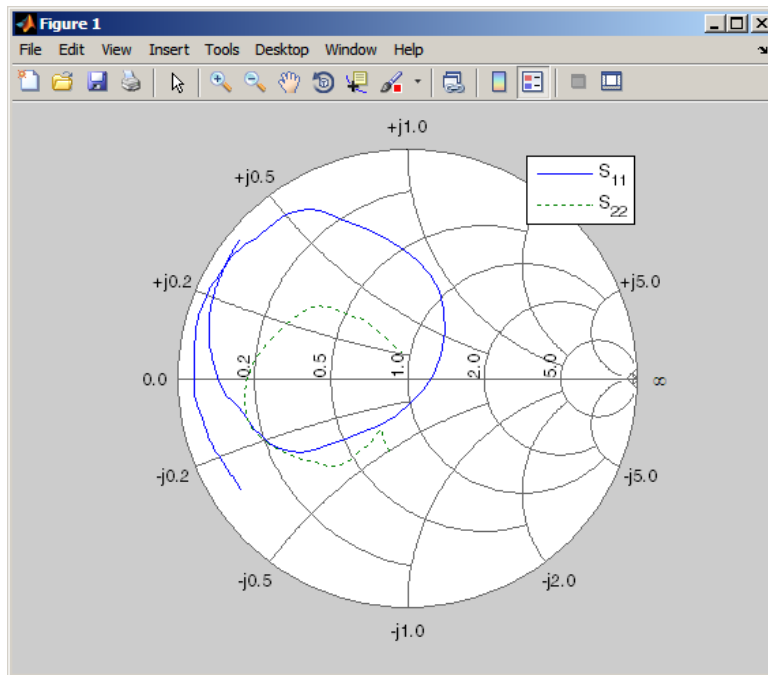 Figure 1
File Edit View Insert Tools Desktop Window Help
+j1.0
S11
S22
+j0.5
+j0.2
+j5.0
0.0
0.2
0.5
1.0
2.0
5.0
∞
-j0.2
-j5.0
-j0.5
-j2.0
-j1.0